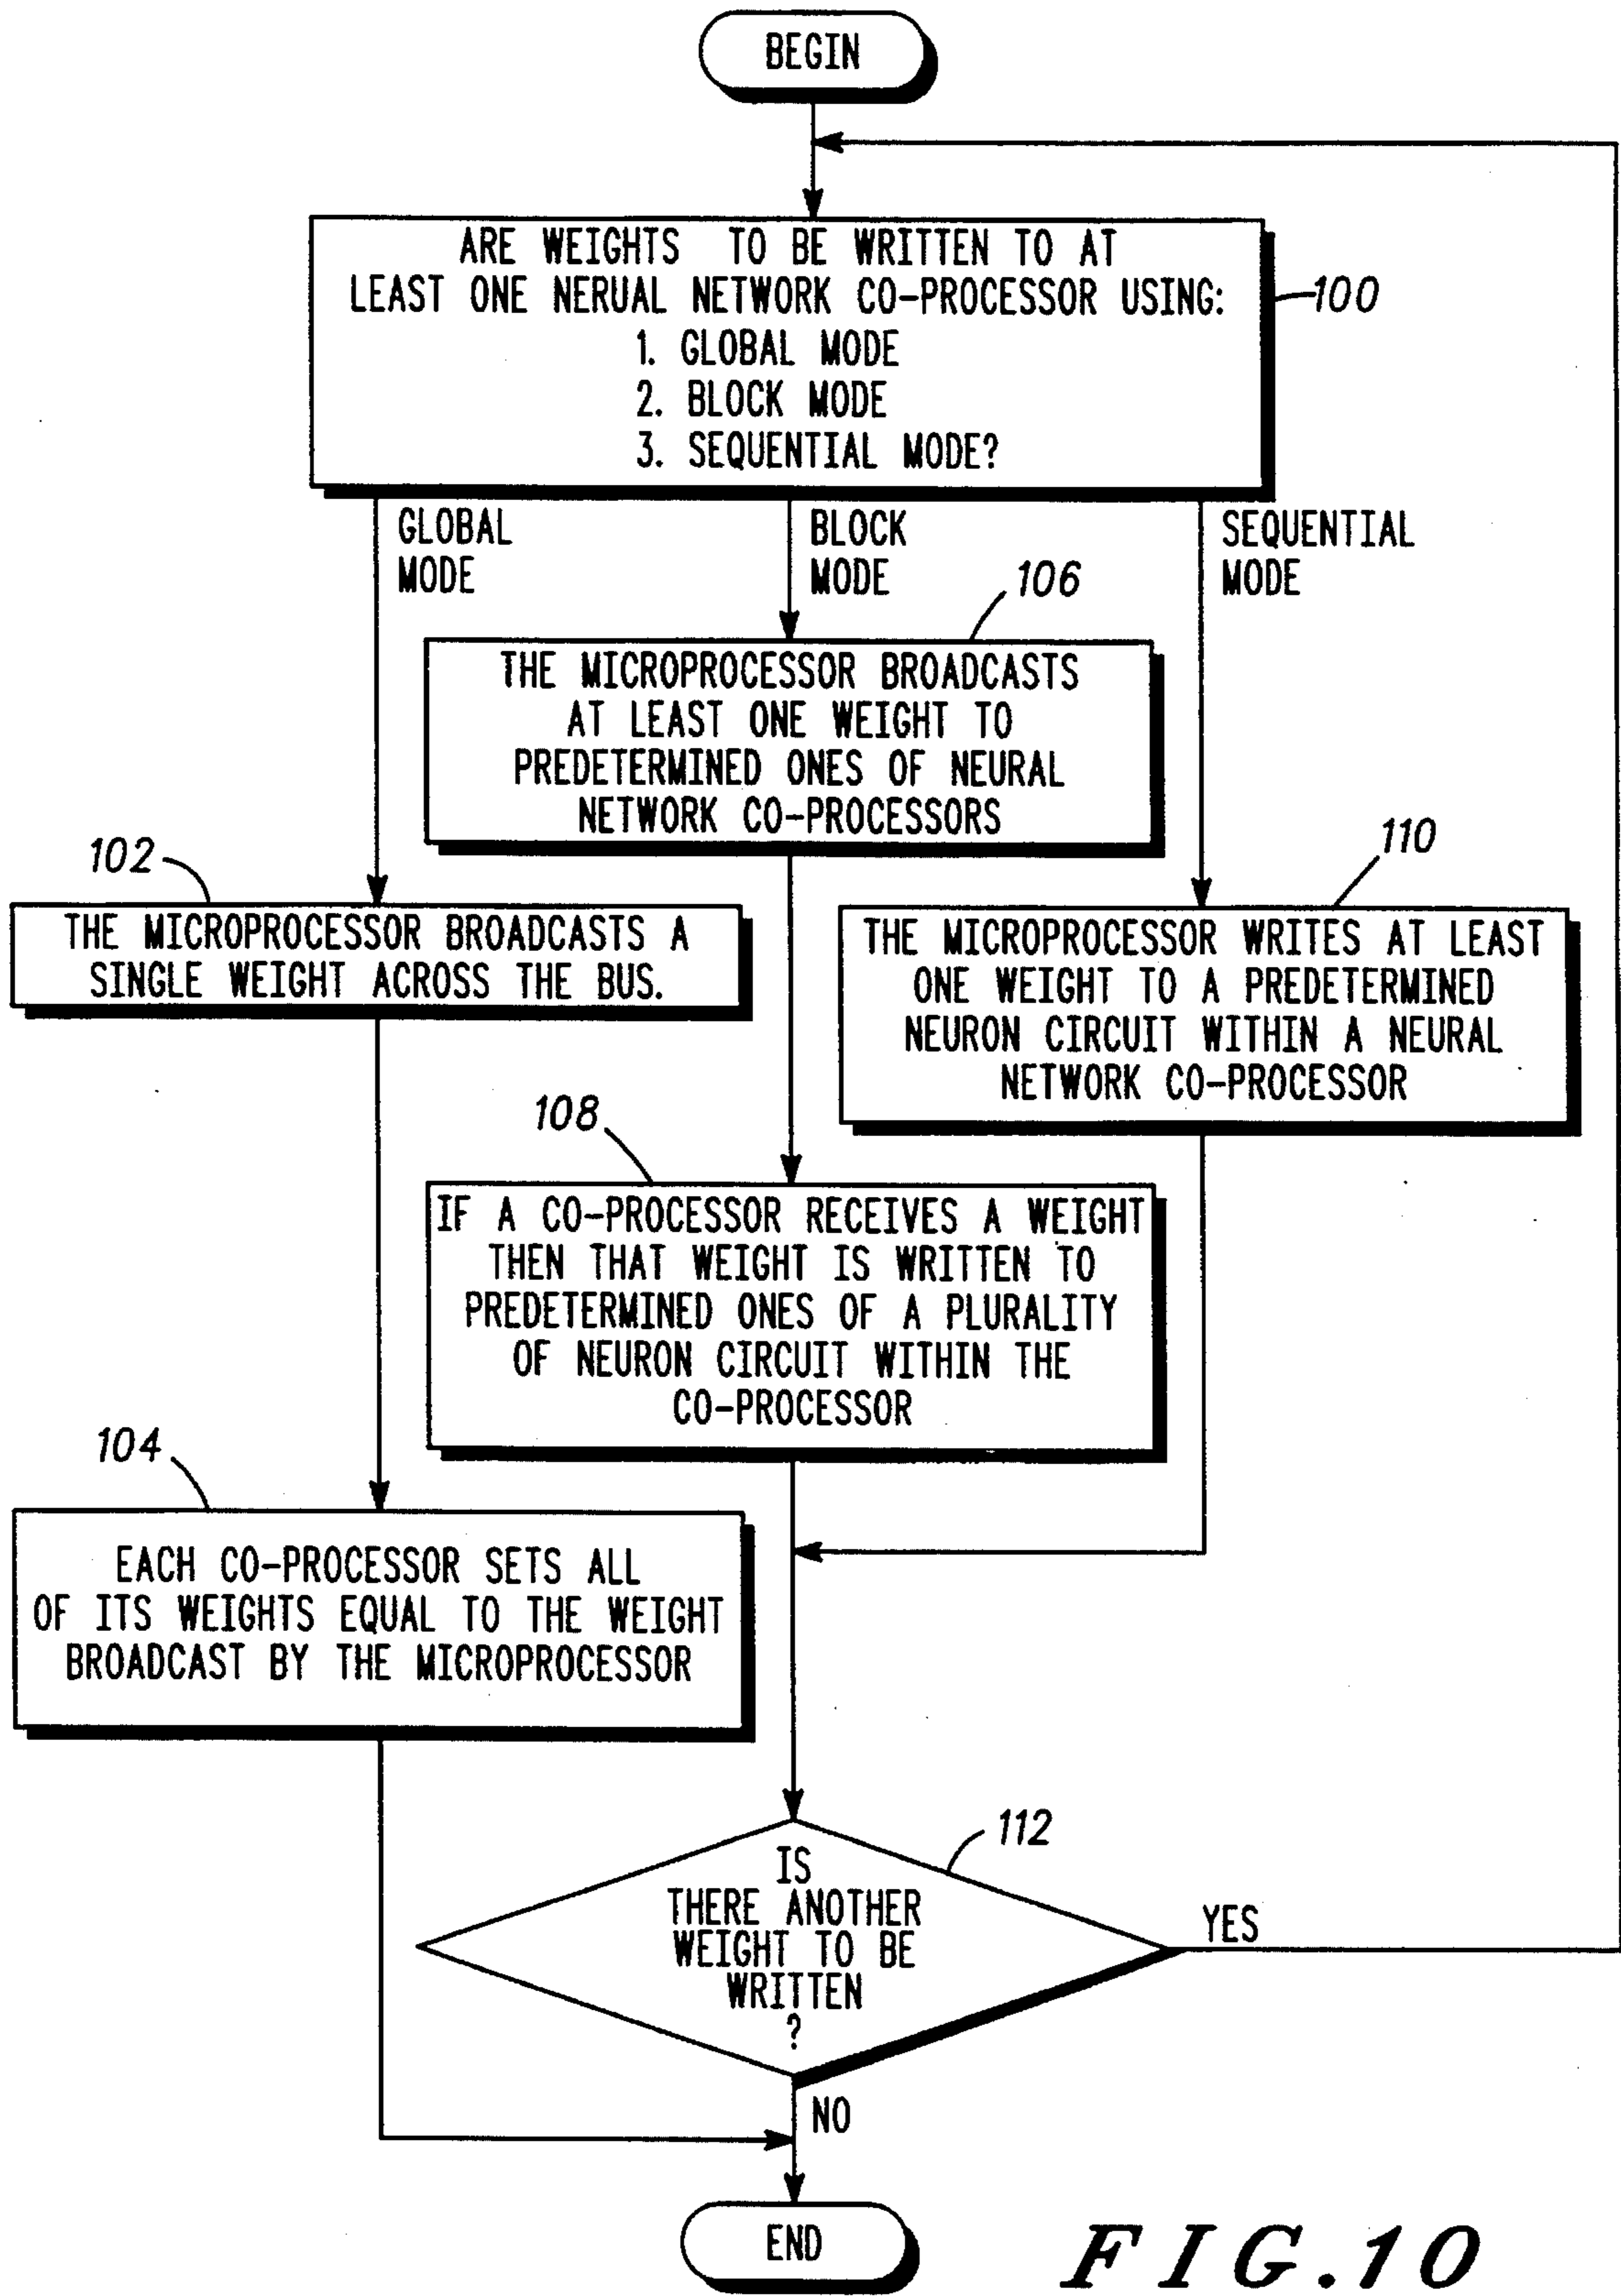 BEGIN
ARE WEIGHTS TO BE WRITTEN TO AT
LEAST ONE NERUAL NETWORK CO-PROCESSOR USING:
1. GLOBAL MODE
2. BLOCK MODE
3. SEQUENTIAL MODE?
100
GLOBAL
MODE
BLOCK
MODE
SEQUENTIAL
MODE
106
THE MICROPROCESSOR BROADCASTS
AT LEAST ONE WEIGHT TO
PREDETERMINED ONES OF NEURAL
NETWORK CO-PROCESSORS
102
THE MICROPROCESSOR BROADCASTS A
SINGLE WEIGHT ACROSS THE BUS.
110
THE MICROPROCESSOR WRITES AT LEAST
ONE WEIGHT TO A PREDETERMINED
NEURON CIRCUIT WITHIN A NEURAL
NETWORK CO-PROCESSOR
108
IF A CO-PROCESSOR RECEIVES A WEIGHT
THEN THAT WEIGHT IS WRITTEN TO
PREDETERMINED ONES OF A PLURALITY
OF NEURON CIRCUIT WITHIN THE
CO-PROCESSOR
104
EACH CO-PROCESSOR SETS ALL
OF ITS WEIGHTS EQUAL TO THE WEIGHT
BROADCAST BY THE MICROPROCESSOR
112
IS
THERE ANOTHER
WEIGHT TO BE
WRITTEN
?
YES
NO
END
FIG.10